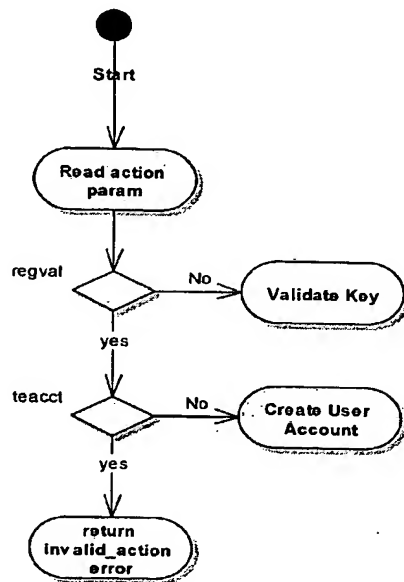 Start
Read action
param
regval
No
Validate Key
yes
teacct
No
Create User
Account
yes
return
invalid_action
error